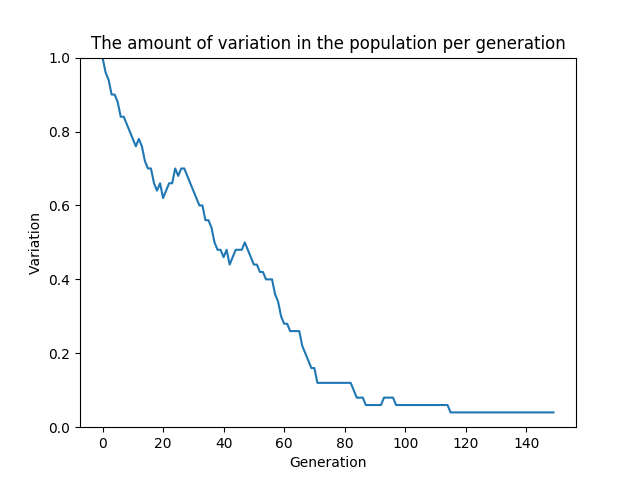 The amount of variation in the population per generation
1.0
0.8
0.6
0.4
0.2
0.0
Variation
0 20 40 60 80 100 120 140
Generation